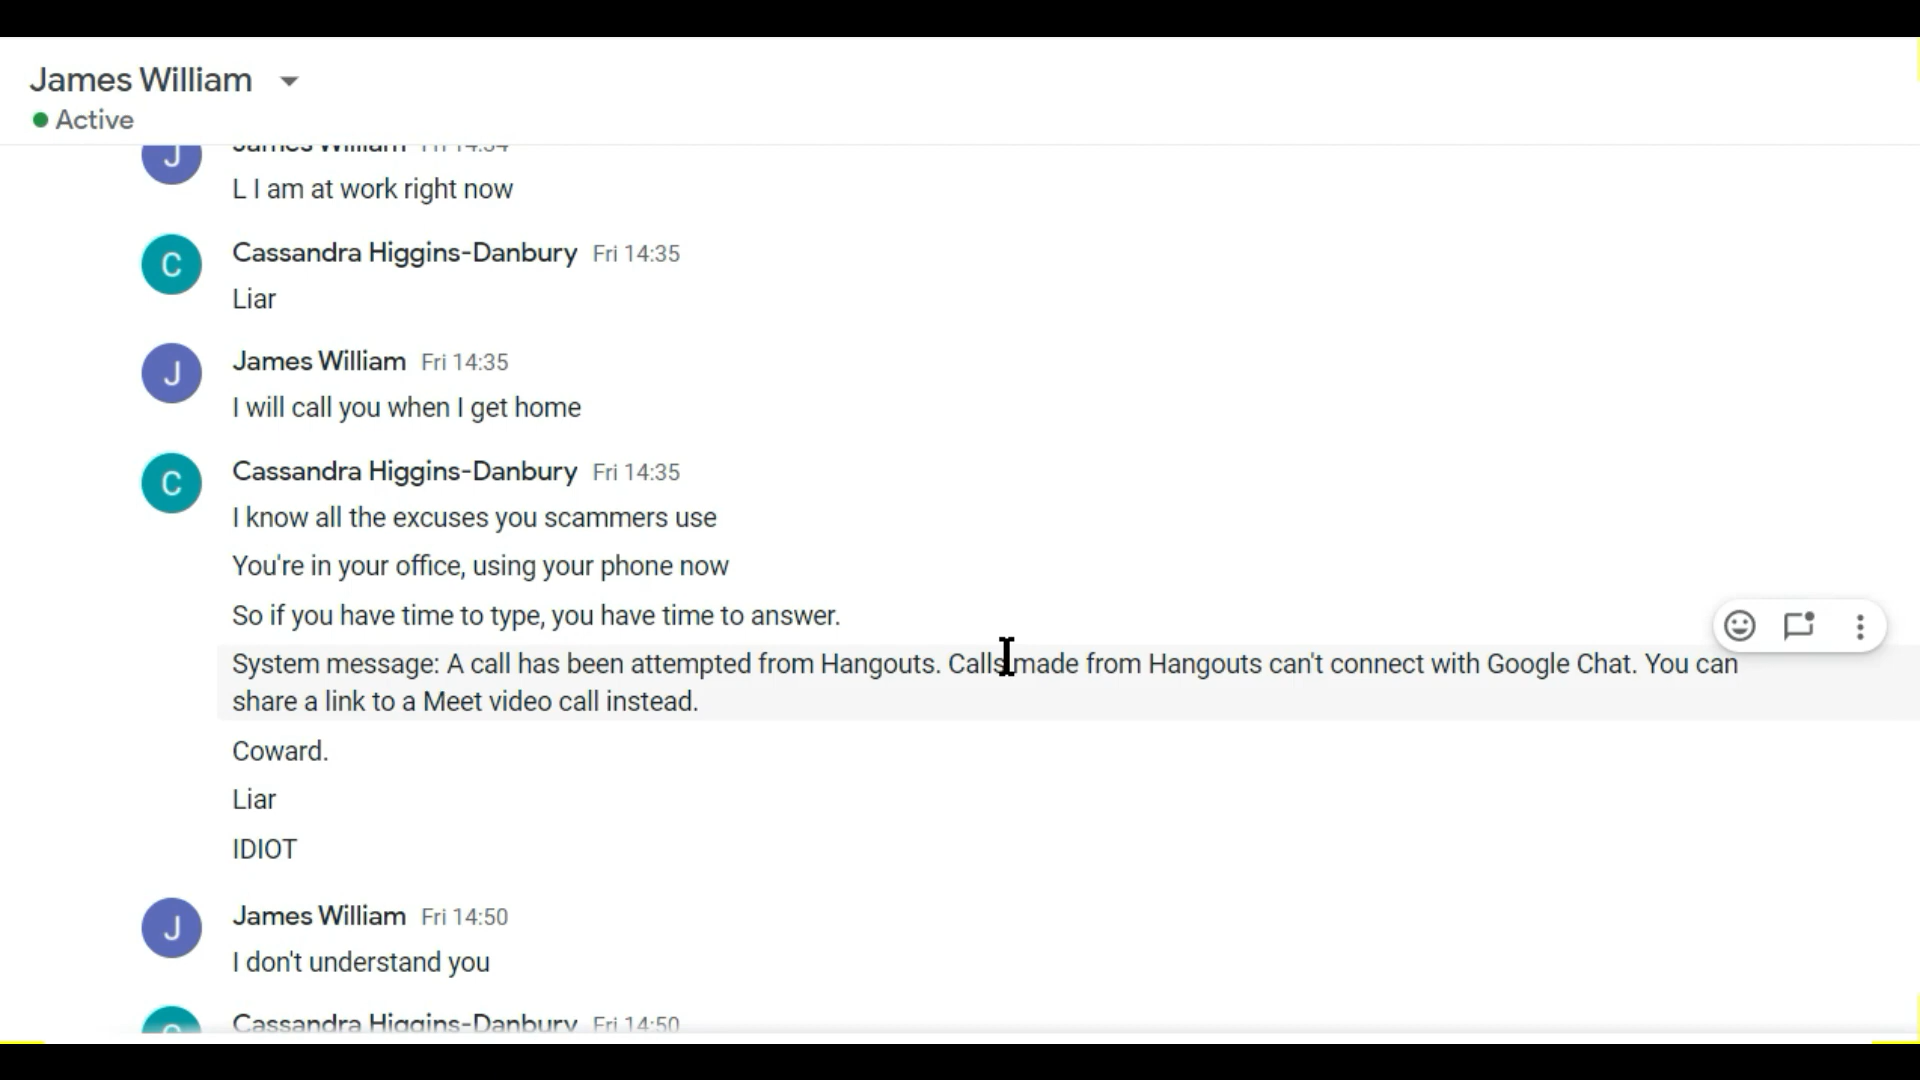 James William
Active
James William Fri 14:34
L I am at work right now
C
Cassandra Higgins-Danbury Fri 14:35
Liar
J
James William Fri 14:35
I will call you when I get home
C
Cassandra Higgins-Danbury Fri 14:35
I know all the excuses you scammers use
You're in your office, using your phone now
So if you have time to type, you have time to answer.
System message: A call has been attempted from Hangouts. Calls made from Hangouts can't connect with Google Chat. You can
share a link to a Meet video call instead.
Coward.
Liar
IDIOT
J
James William Fri 14:50
I don't understand you
Cassandra Higgins-Danbury Fri 14:50